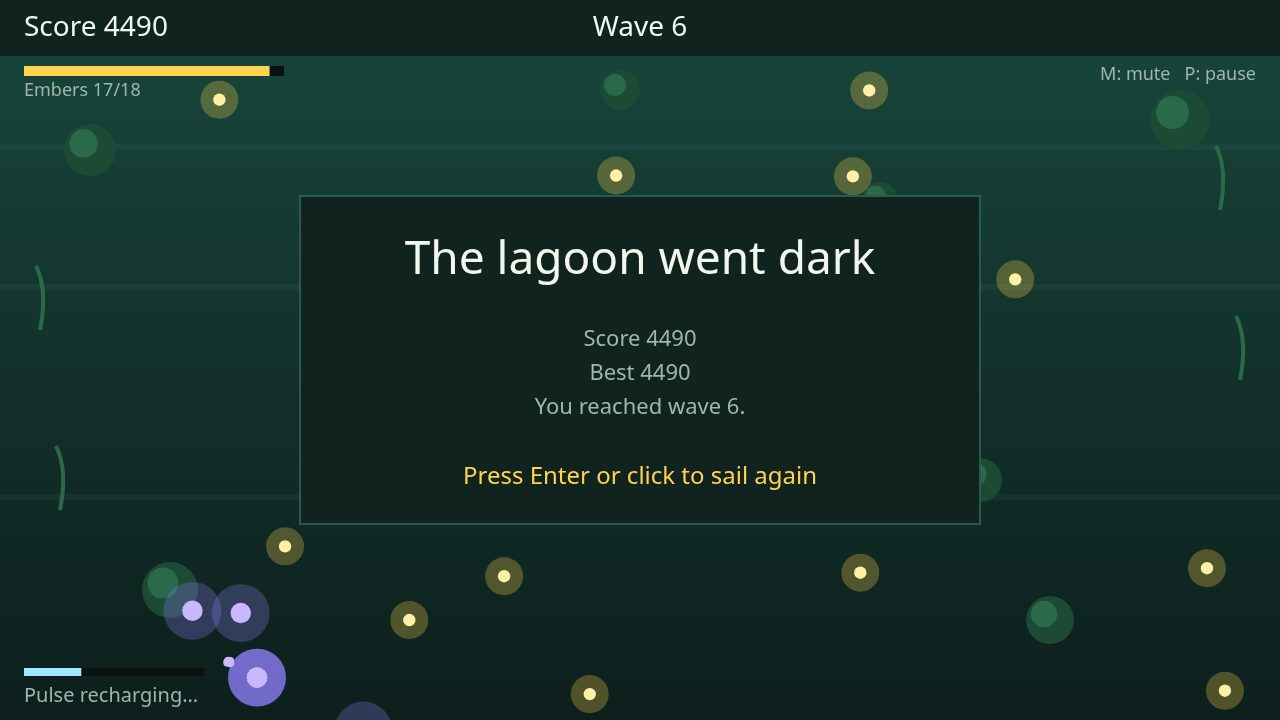 Score 4490
Wave 6
Embers 17/18
M: mute P: pause
The lagoon went dark
Score 4490
Best 4490
You reached wave 6.
Press Enter or click to sail again
Pulse recharging...